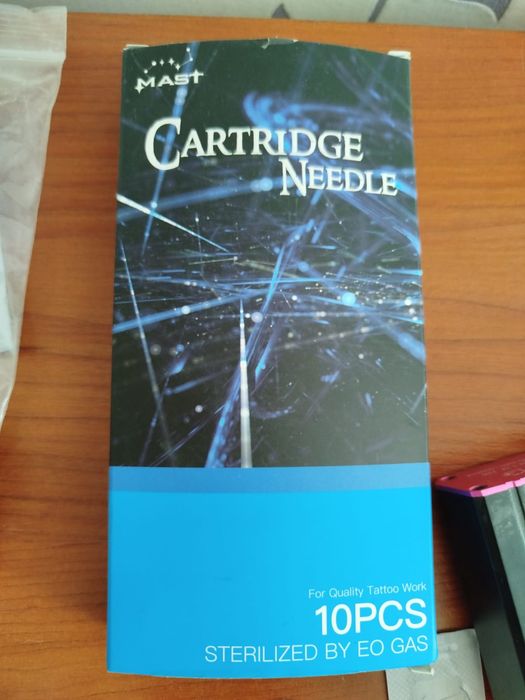 MAST
CARTRIDGE
NEEDLE
For Quality Tattoo Work
10PCS
STERILIZED BY EO GAS